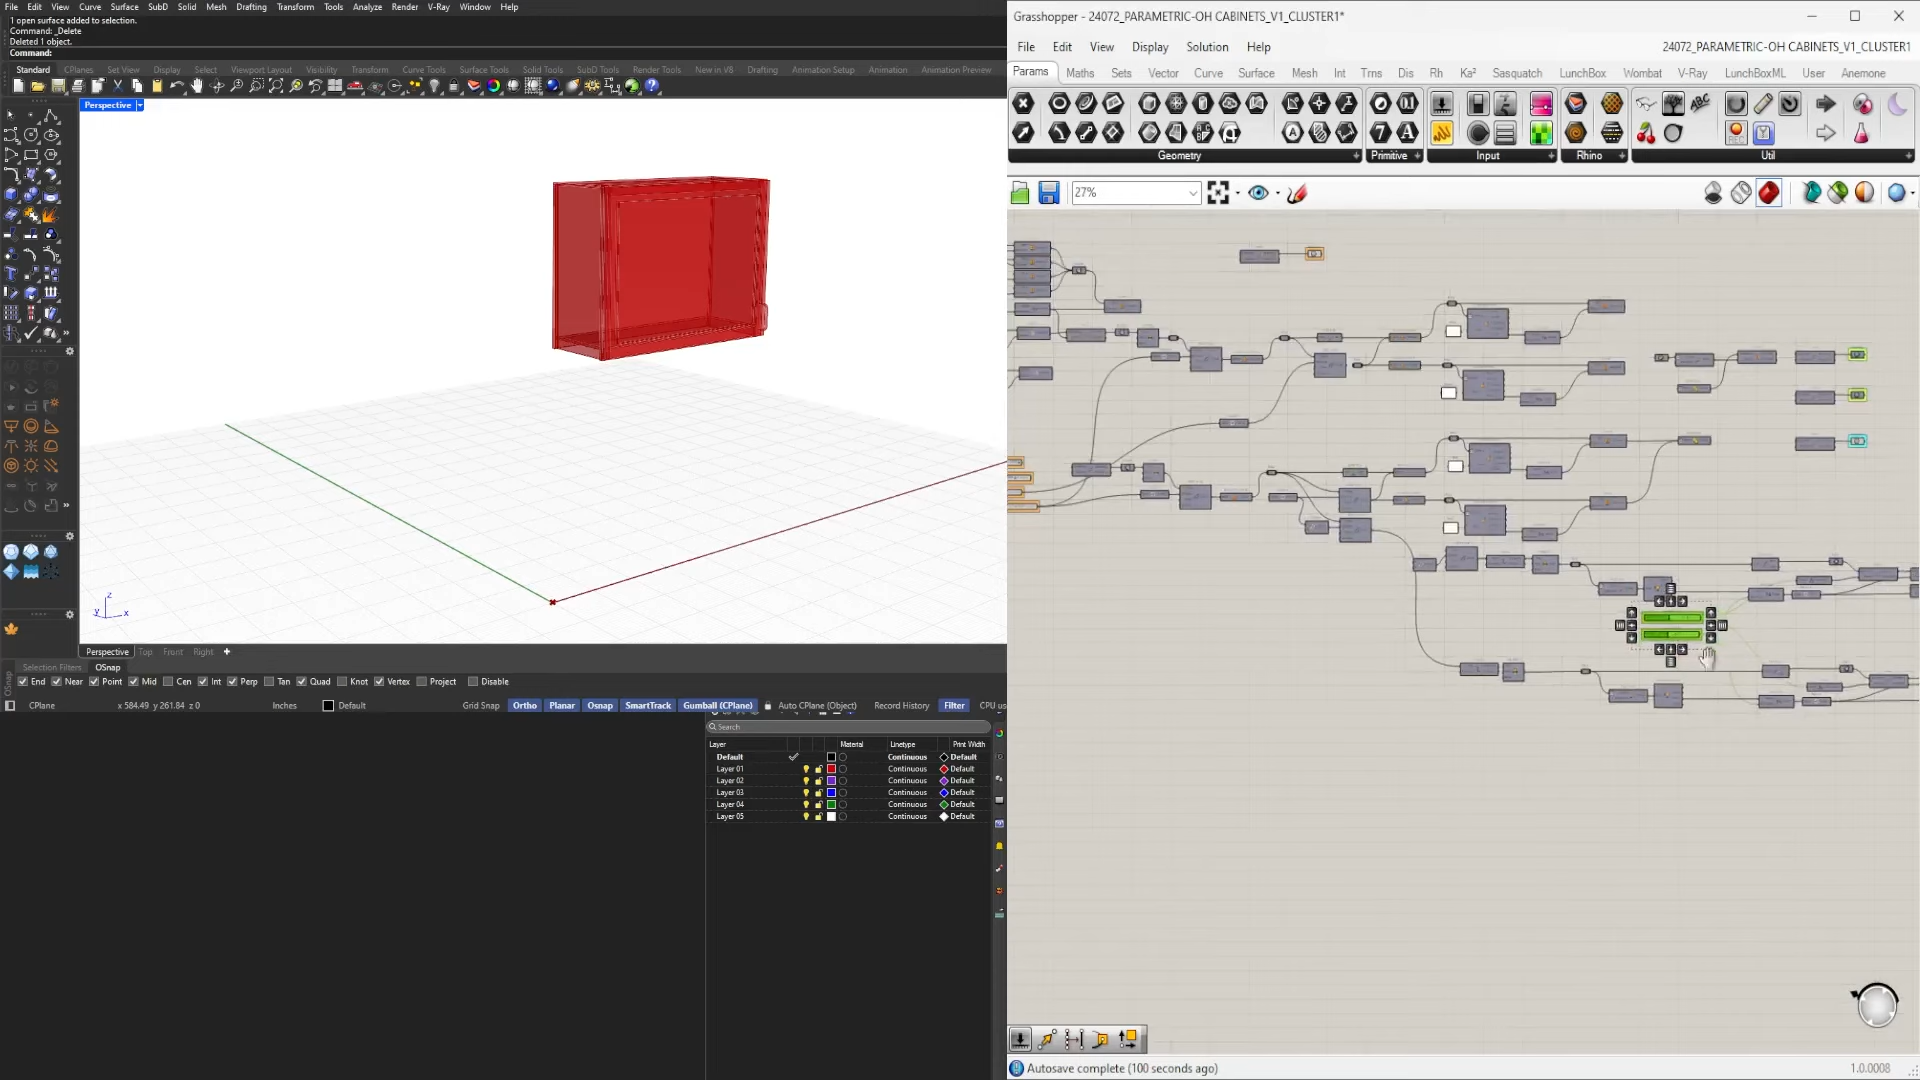 File Edit View Curve Surface SubD Solid Mesh Drafting Transform Tools Analyze Render V-Ray Window Help
1 open surface added to selection.
Command: _Delete
Deleted 1 object.
Command:
Standard CPlanes Set View Display Select Viewport Layout Visibility Transform Curve Tools Surface Tools Solid Tools SubD Tools Mesh Tools Render Tools New in V8 Drafting Animation Setup Animation Animation Preview
Perspective
z
y
x
Perspective Top Front Right
Selection Filters OSnap
OSnap
End Near Point Mid Cen Int Perp Tan Quad Knot Vertex Project Disable
CPlane x 584.49 y 261.84 z 0 Inches Default Grid Snap Ortho Planar Osnap SmartTrack Gumball (CPlane) Auto CPlane (Object) Record History Filter CPU us
Search
Layer Material Linetype Print Width
Default Continuous Default
Layer 01 Continuous Default
Layer 02 Continuous Default
Layer 03 Continuous Default
Layer 04 Continuous Default
Layer 05 Continuous Default
Grasshopper - 24072_PARAMETRIC-OH CABINETS_V1_CLUSTER1*
File Edit View Display Solution Help
24072_PARAMETRIC-OH CABINETS_V1_CLUSTER1*
Params Maths Sets Vector Curve Surface Mesh Int Trns Dis Rh Ka² Sasquatch LunchBox Wombat V-Ray LunchBoxML User Anemone
Geometry Primitive Input Rhino Util
27%
Autosave complete (100 seconds ago)
1.0.0008